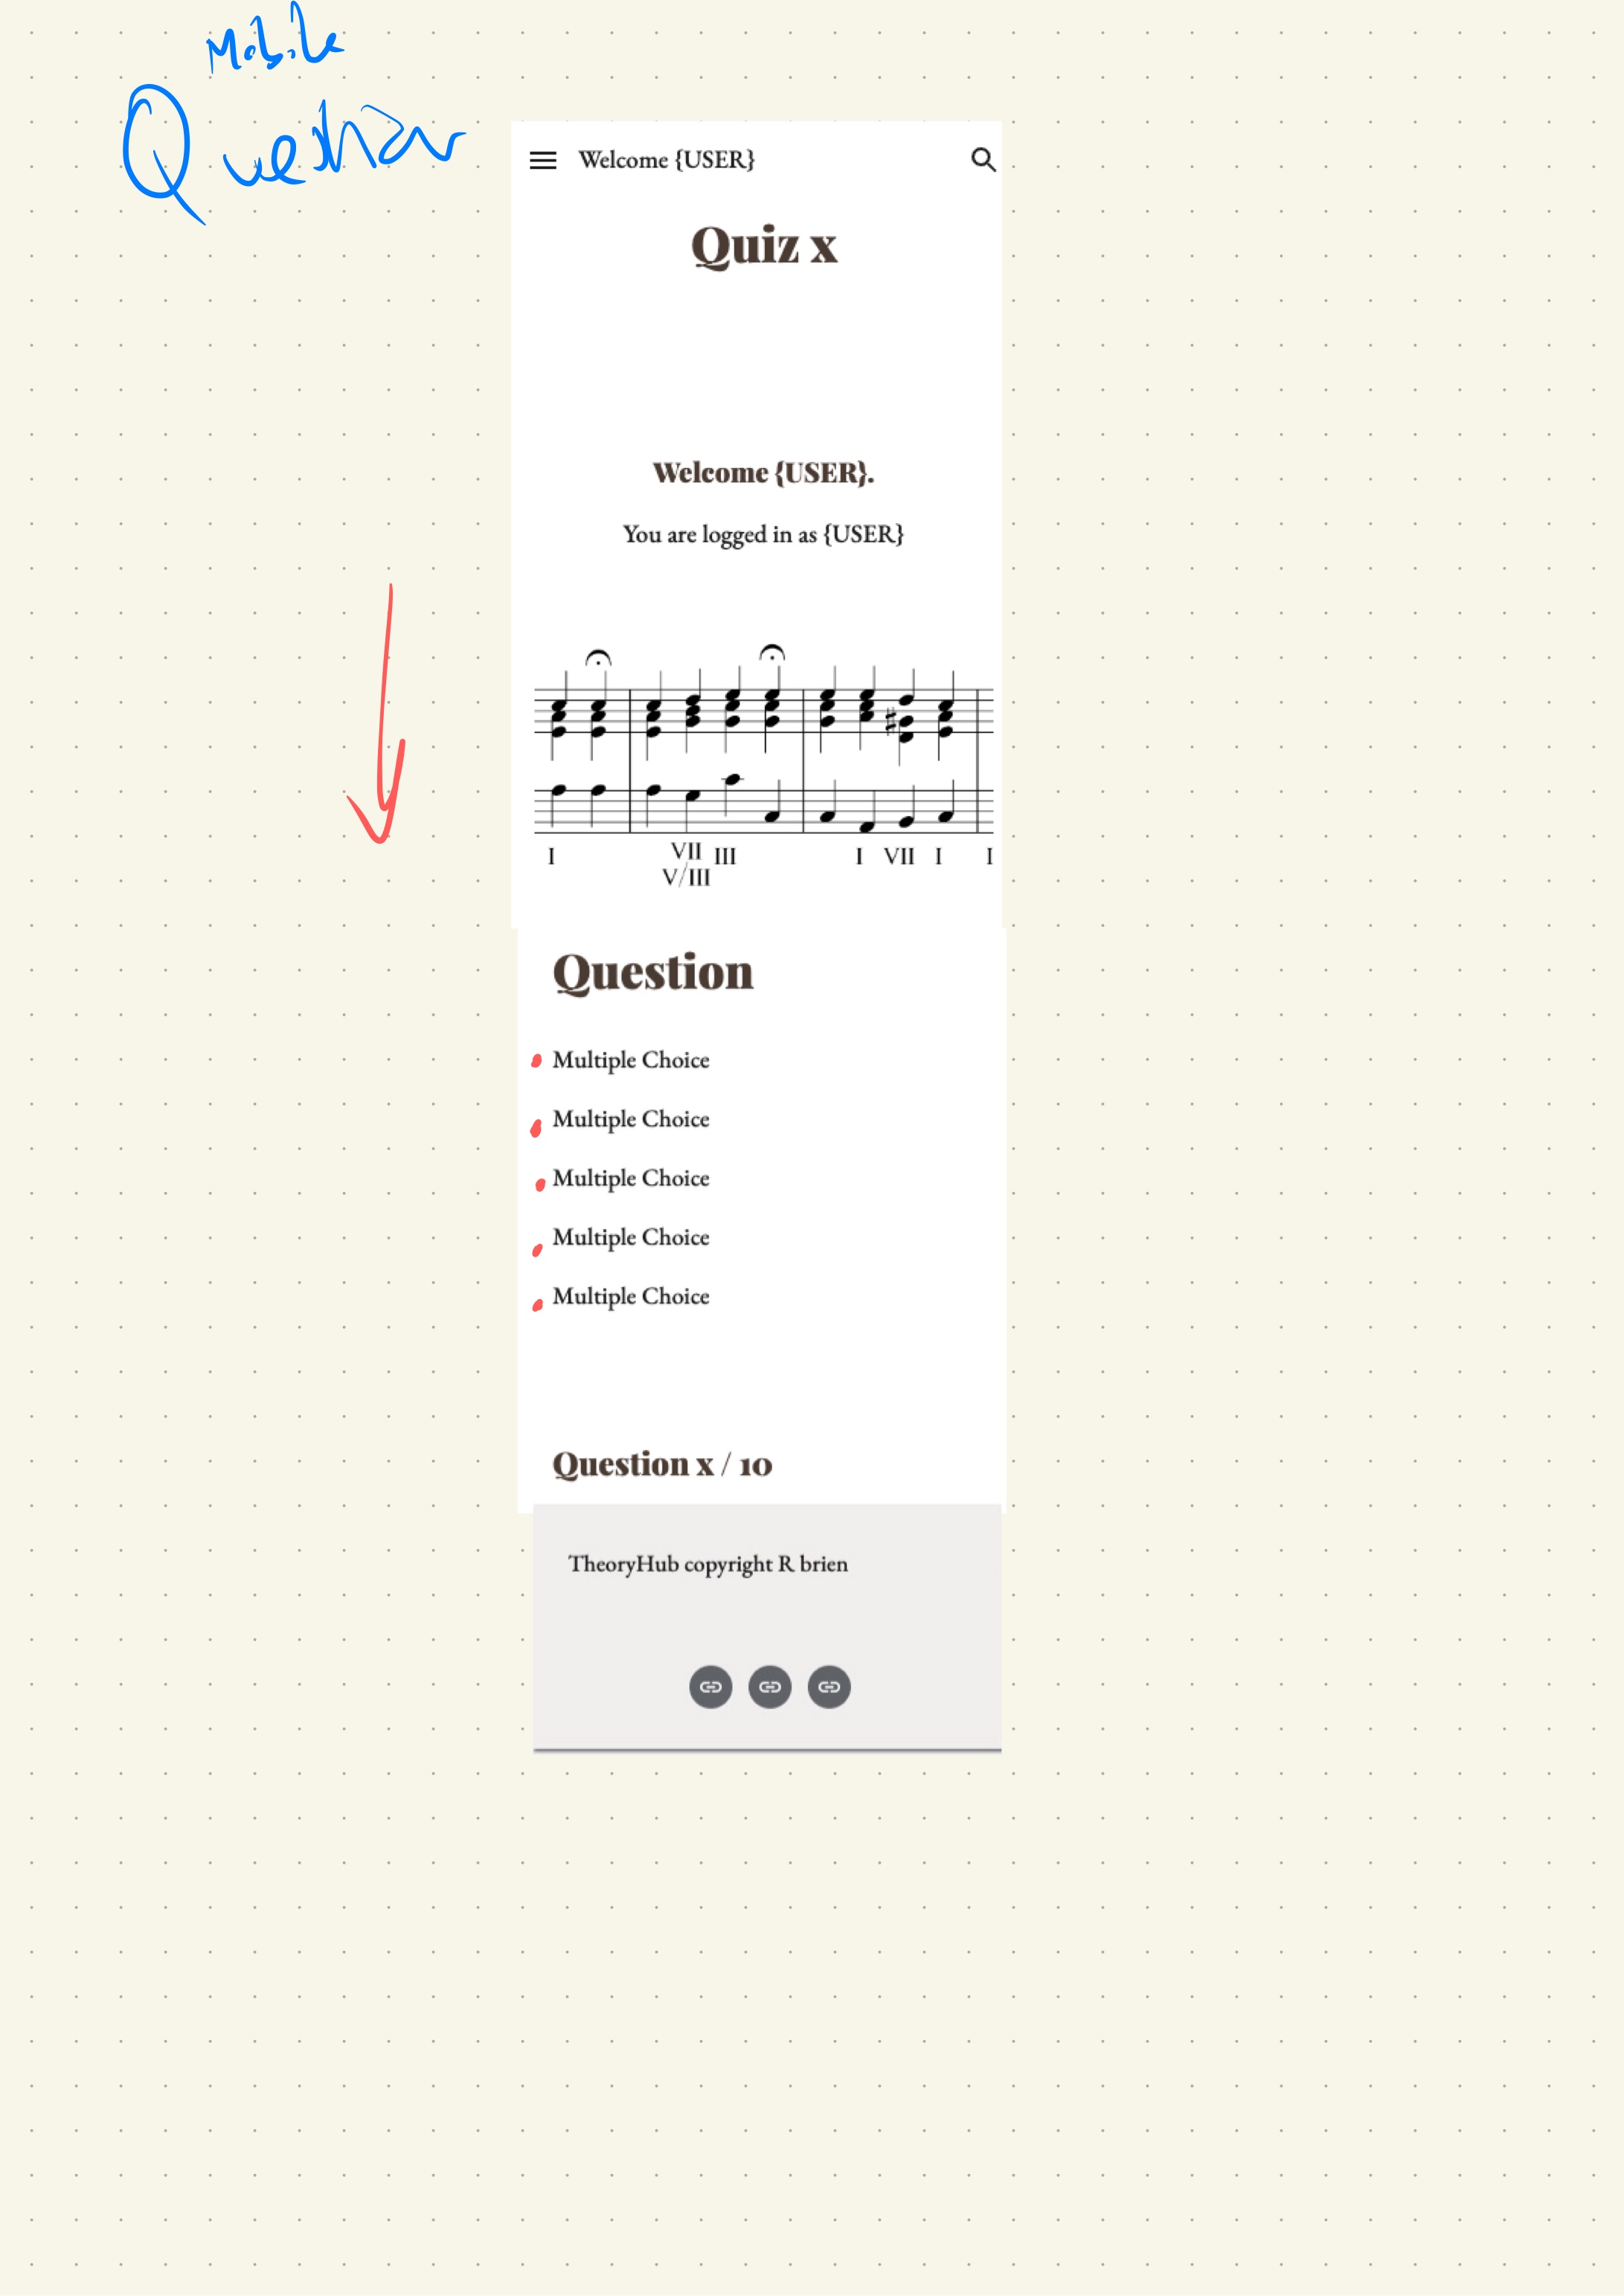 Mobile
Question
Welcome {USER}
Quiz x
Welcome {USER}.
You are logged in as {USER}
I VII III I VII I I
V/III
Question
Multiple Choice
Multiple Choice
Multiple Choice
Multiple Choice
Multiple Choice
Question x / 10
TheoryHub copyright R brien